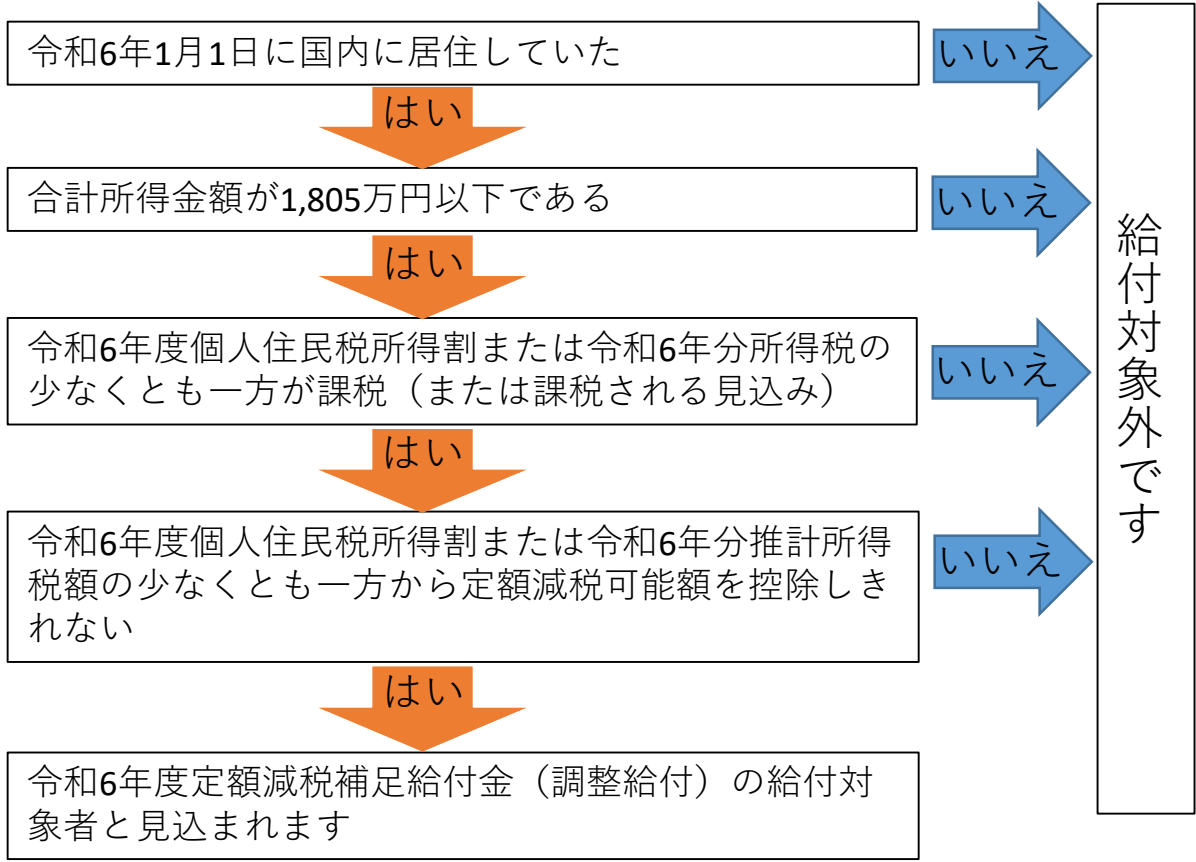 令和6年1月1日に国内に居住していた
いいえ
はい
合計所得金額が1,805万円以下である
いいえ
はい
令和6年度個人住民税所得割または令和6年分所得税の
少なくとも一方が課税（または課税される見込み）
いいえ
はい
令和6年度個人住民税所得割または令和6年分推計所得
税額の少なくとも一方から定額減税可能額を控除しき
れない
いいえ
はい
令和6年度定額減税補足給付金（調整給付）の給付対
象者と見込まれます
給付対象外です